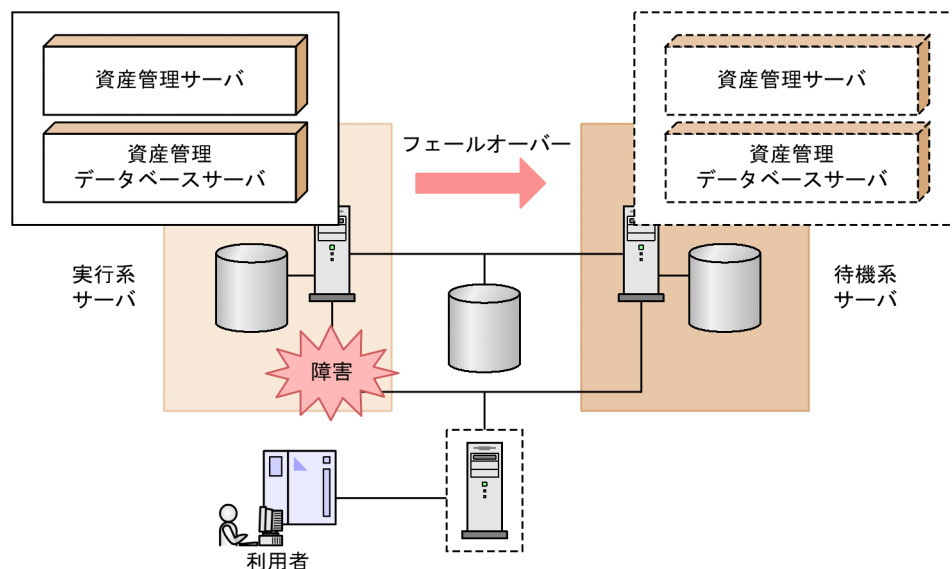 資産管理サーバ
資産管理
データベースサーバ
フェールオーバー
資産管理サーバ
資産管理
データベースサーバ
実行系
サーバ
待機系
サーバ
障害
利用者